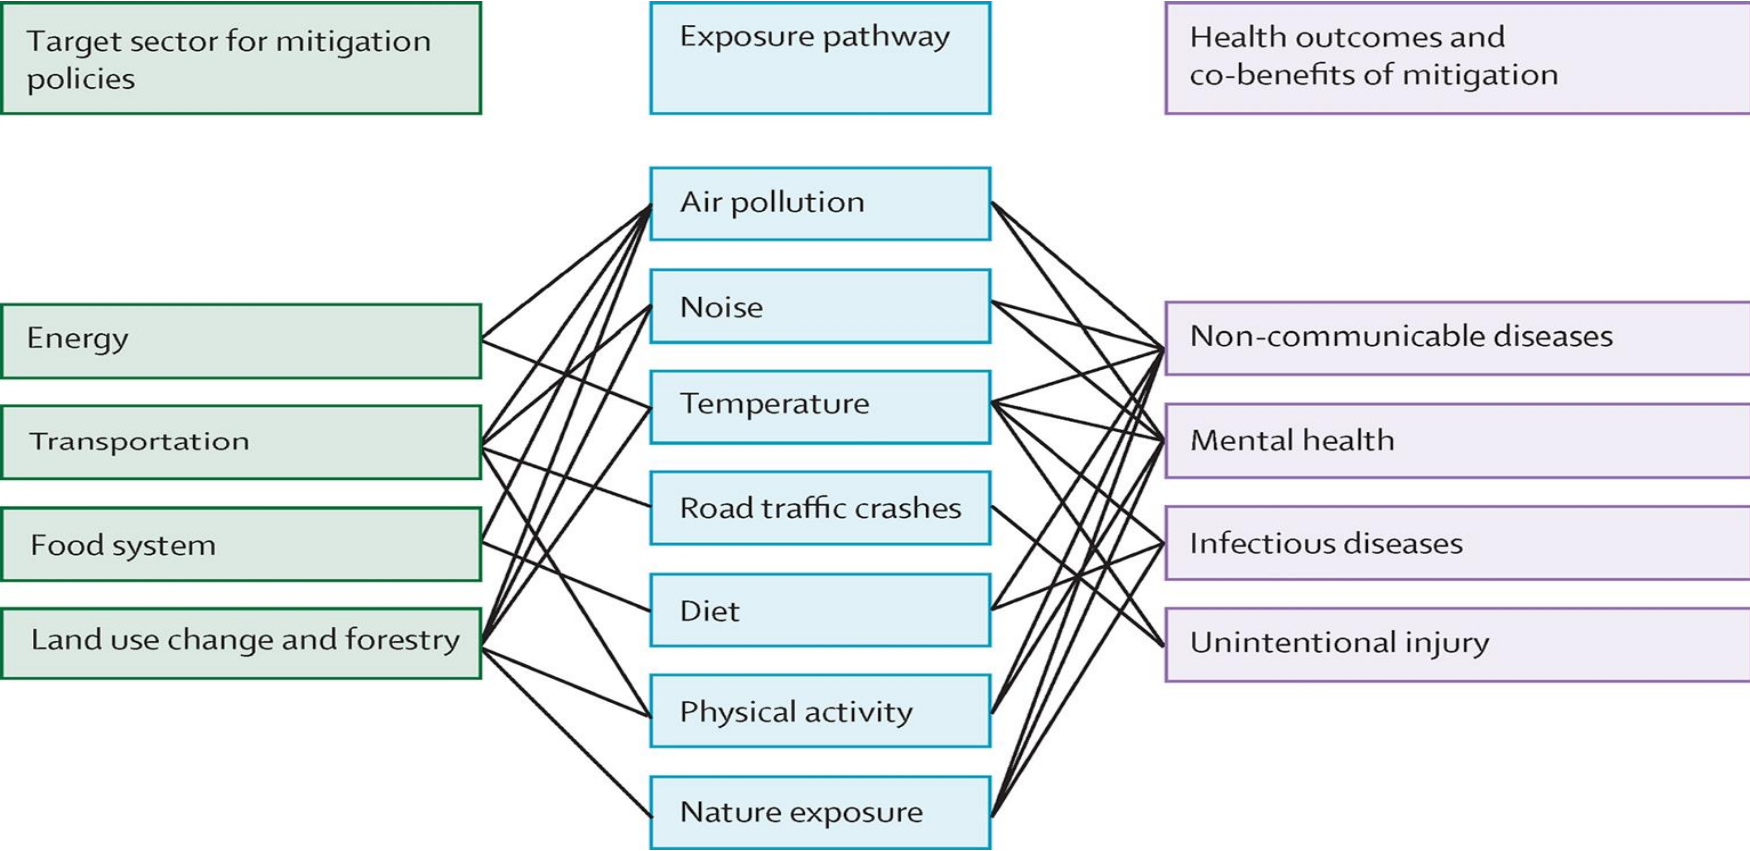 Target sector for mitigation
policies
Exposure pathway
Health outcomes and
co-benefits of mitigation
Energy
Transportation
Food system
Land use change and forestry
Air pollution
Noise
Temperature
Road traffic crashes
Diet
Physical activity
Nature exposure
Non-communicable diseases
Mental health
Infectious diseases
Unintentional injury